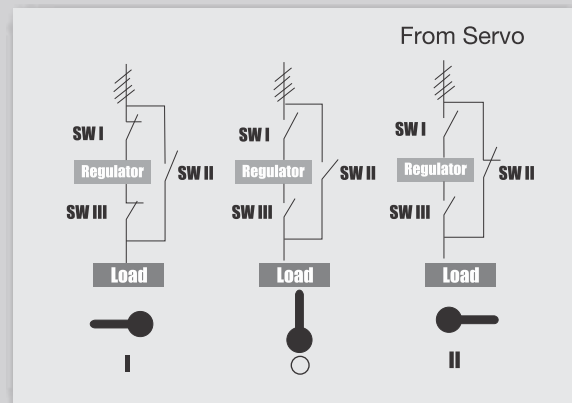 From Servo
SW I
Regulator
SW II
SW III
Load
I
SW I
Regulator
SW II
SW III
Load
O
SW I
Regulator
SW II
SW III
Load
II